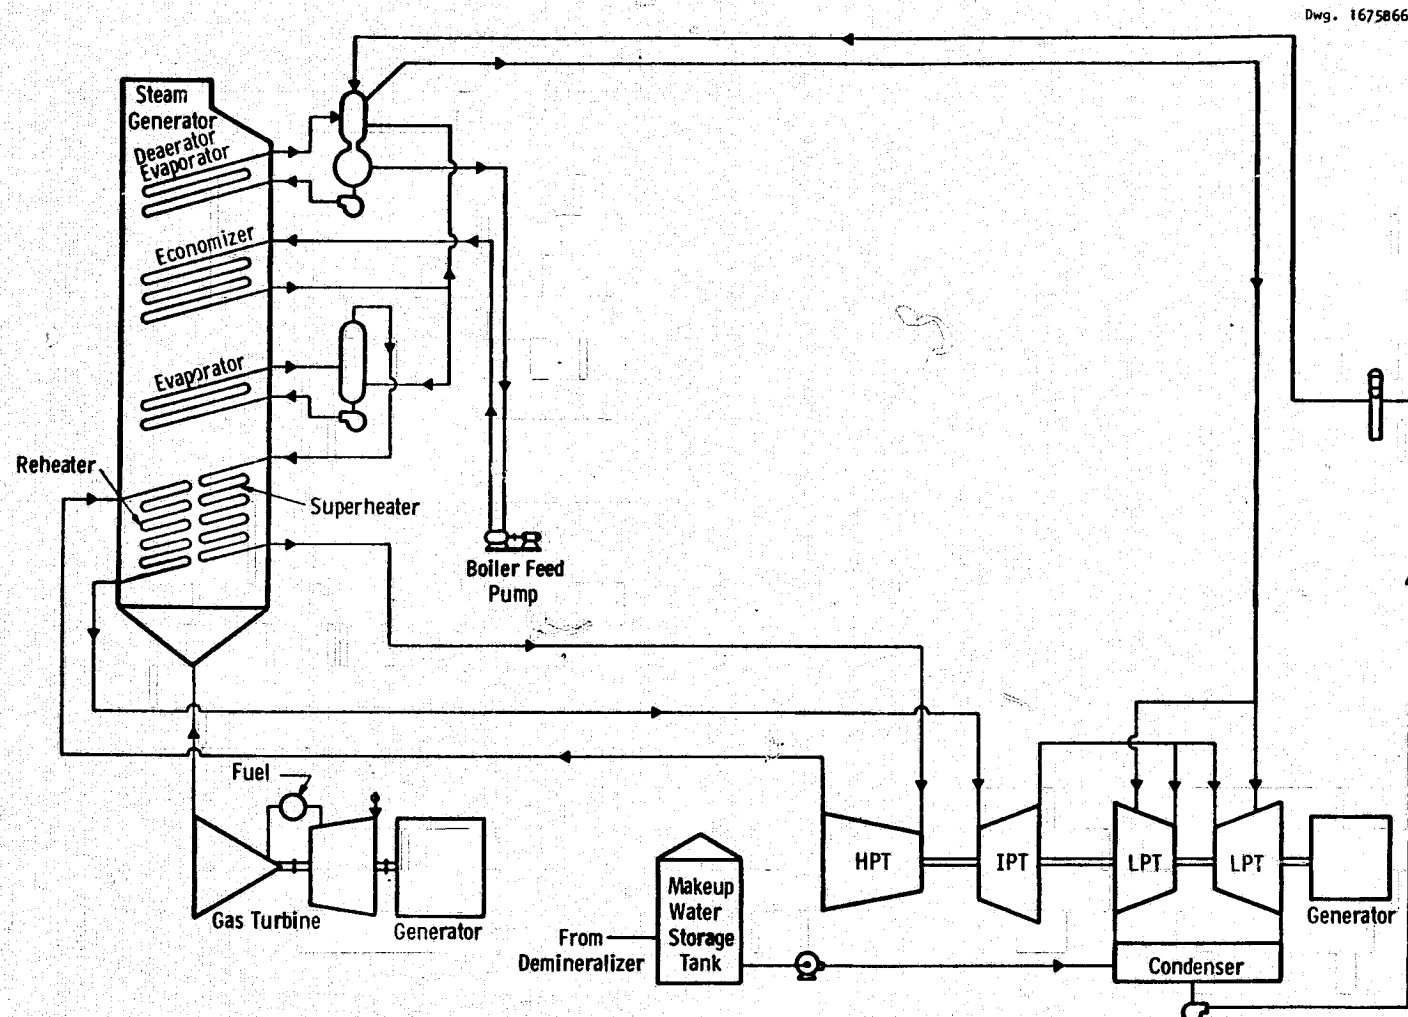 Dwg. 1675B66
Steam
Generator
Deaerator
Evaporator
Economizer
Evaporator
Reheater
Superheater
Boiler Feed
Pump
Fuel
Gas Turbine
Generator
From
Demineralizer
Makeup
Water
Storage
Tank
HPT
IPT
LPT
LPT
Generator
Condenser